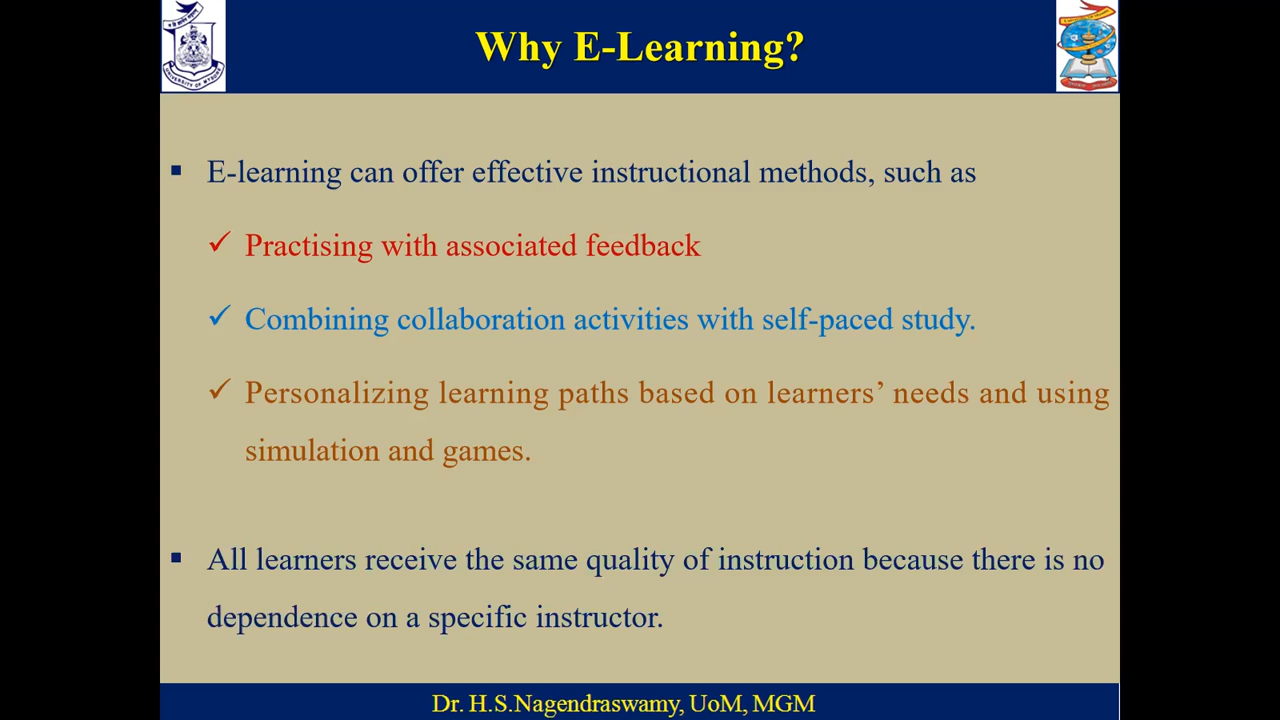 Why E-Learning?
▪ E-learning can offer effective instructional methods, such as
✓ Practising with associated feedback
✓ Combining collaboration activities with self-paced study.
✓ Personalizing learning paths based on learners’ needs and using
simulation and games.
▪ All learners receive the same quality of instruction because there is no
dependence on a specific instructor.
Dr. H.S.Nagendraswamy, UoM, MGM